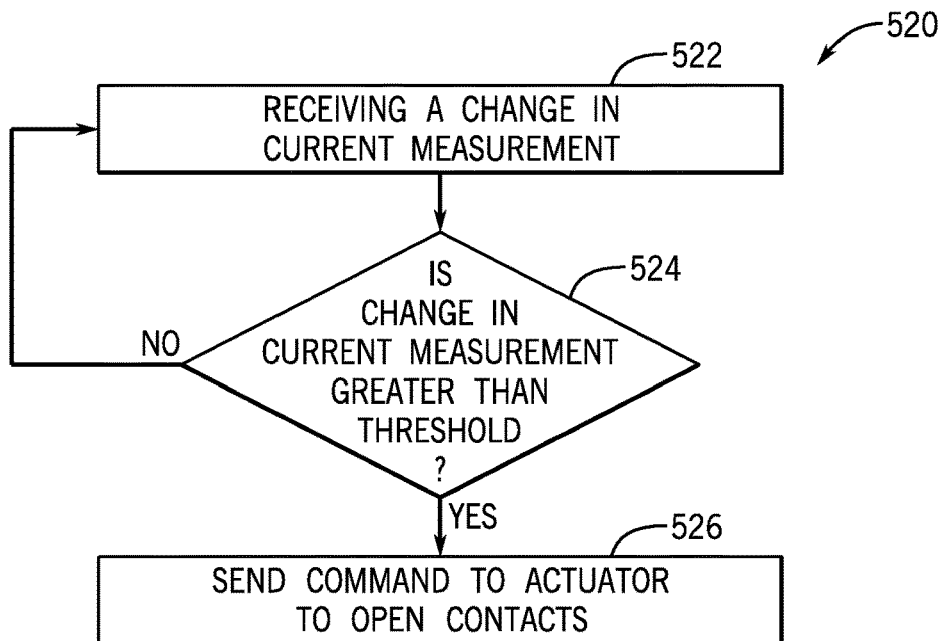 520
522
RECEIVING A CHANGE IN
CURRENT MEASUREMENT
524
IS
CHANGE IN
CURRENT MEASUREMENT
GREATER THAN
THRESHOLD
?
NO
YES
526
SEND COMMAND TO ACTUATOR
TO OPEN CONTACTS